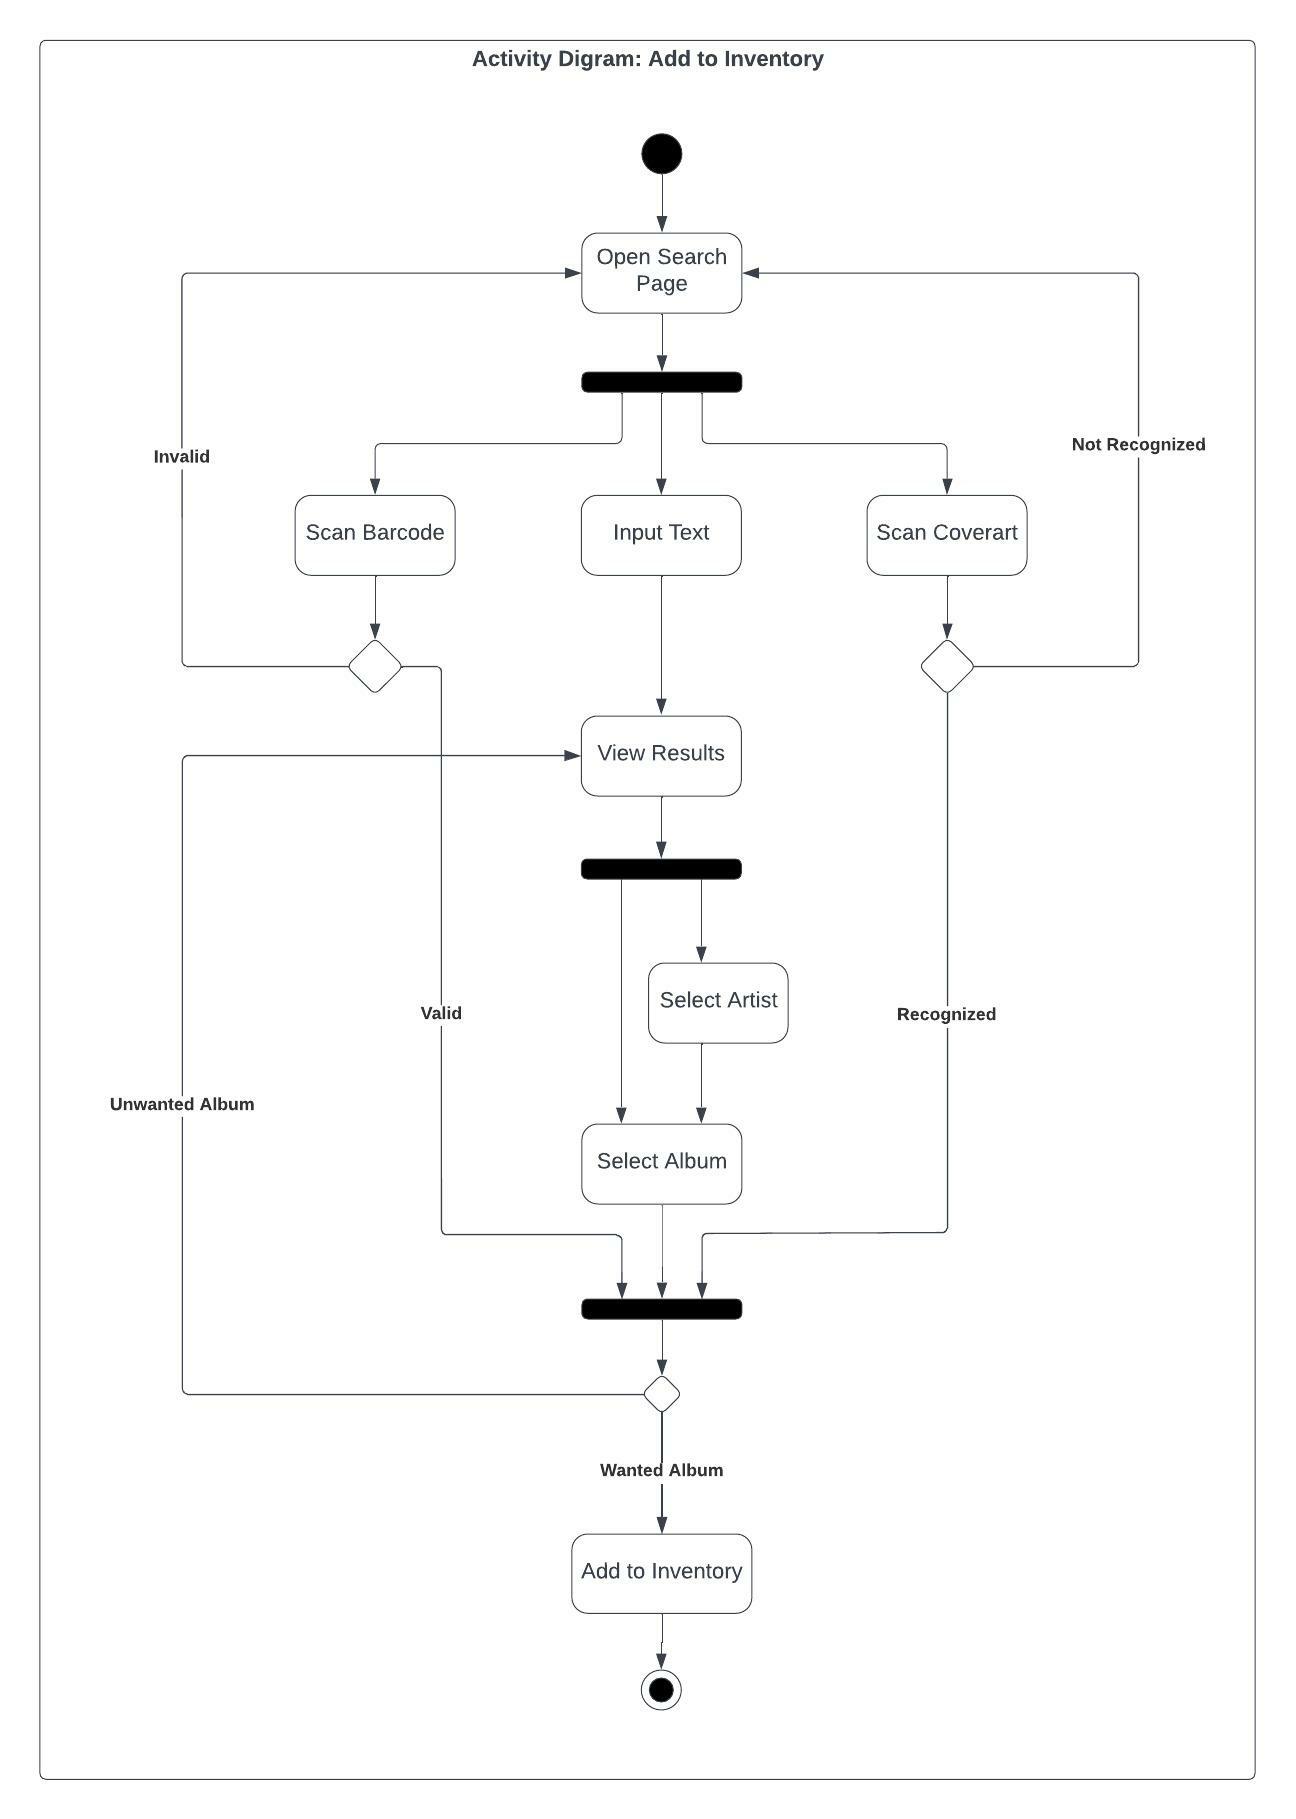 Activity Digram: Add to Inventory
Open Search
Page
Invalid
Not Recognized
Scan Barcode
Input Text
Scan Coverart
View Results
Select Artist
Valid
Recognized
Unwanted Album
Select Album
Wanted Album
Add to Inventory